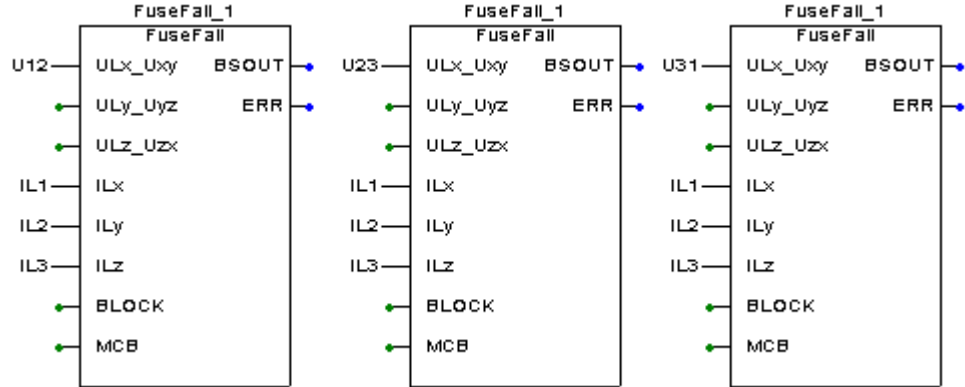 FuseFall_1 FuseFall_1 FuseFall_1
FuseFall FuseFall FuseFall
U12 ULx_Uxy BSOUT U23 ULx_Uxy BSOUT U31 ULx_Uxy BSOUT
ULy_Uyz ERR ULy_Uyz ERR ULy_Uyz ERR
ULz_Uzx ULz_Uzx ULz_Uzx
IL1 ILx IL1 ILx IL1 ILx
IL2 ILy IL2 ILy IL2 ILy
IL3 ILz IL3 ILz IL3 ILz
BLOCK BLOCK BLOCK
MCB MCB MCB